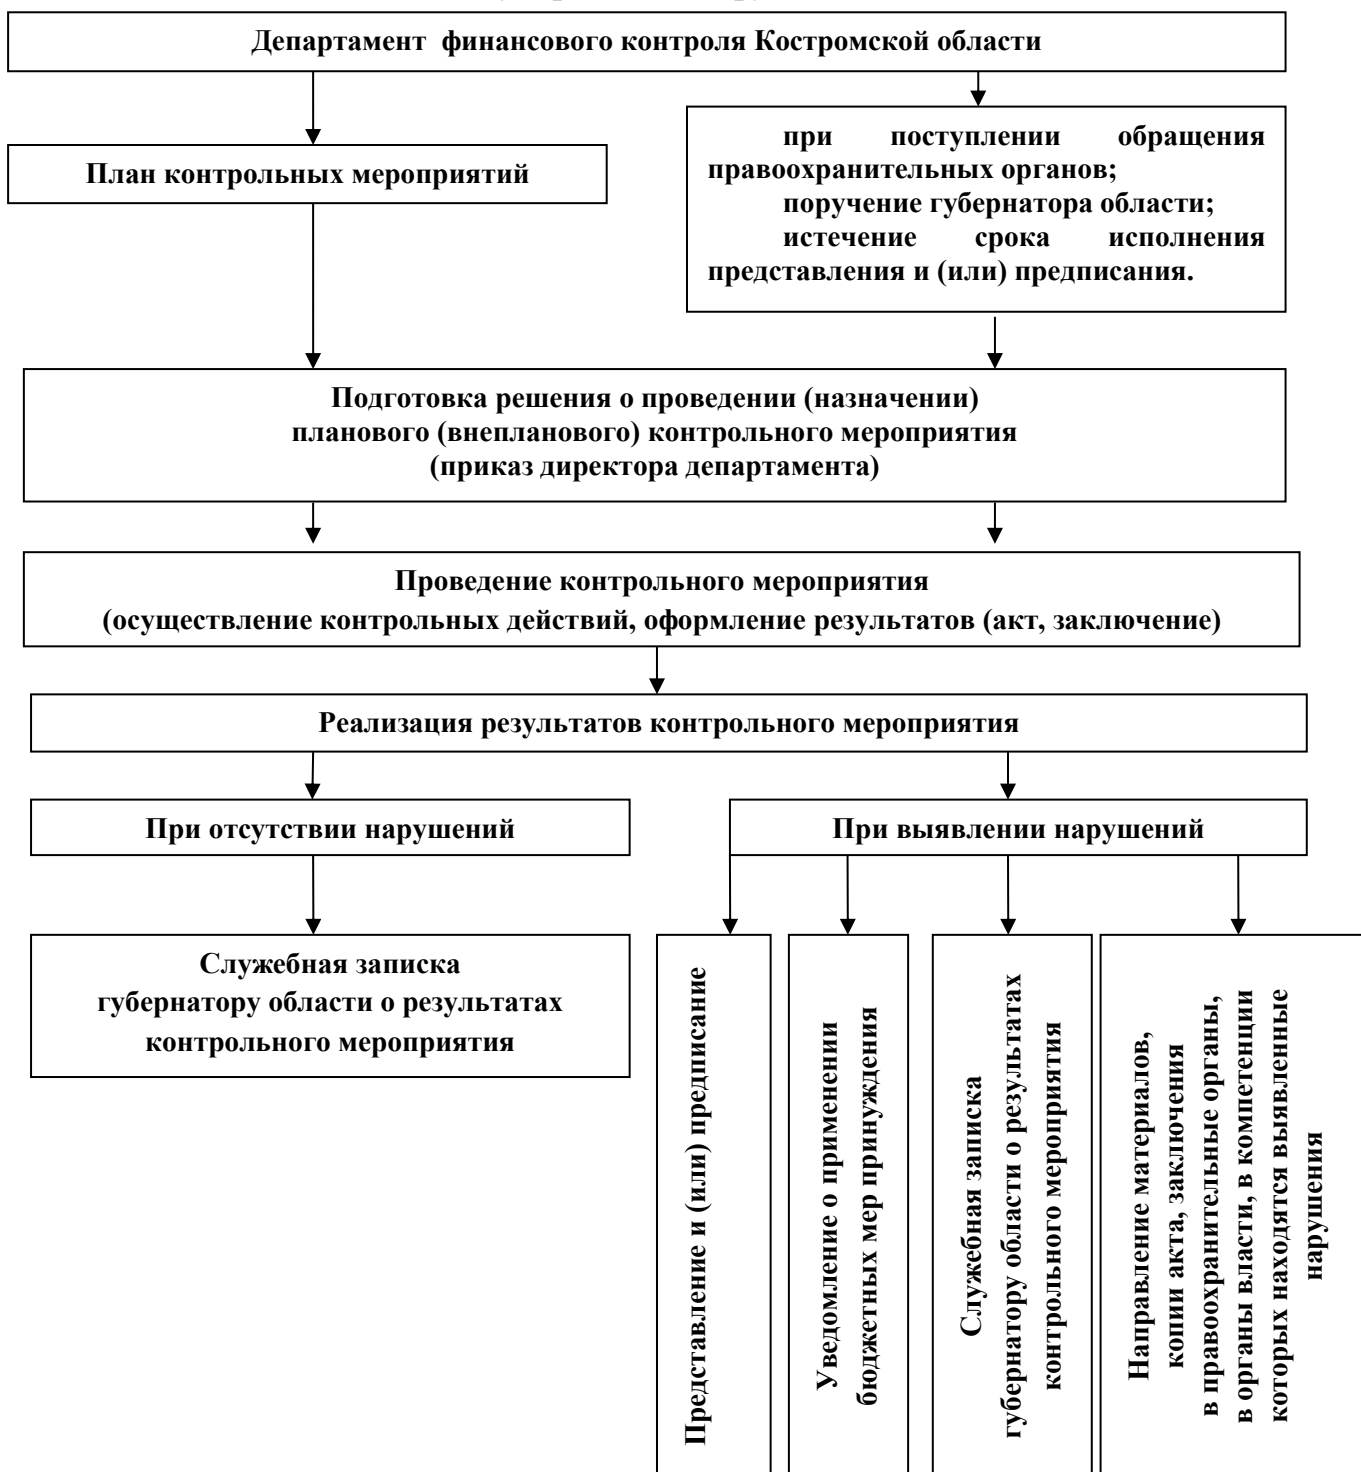 Департамент финансового контроля Костромской области
План контрольных мероприятий
при поступлении обращения
правоохранительных органов;
поручение губернатора области;
истечение срока исполнения
представления и (или) предписания.
Подготовка решения о проведении (назначении)
планового (внепланового) контрольного мероприятия
(приказ директора департамента)
Проведение контрольного мероприятия
(осуществление контрольных действий, оформление результатов (акт, заключение)
Реализация результатов контрольного мероприятия
При отсутствии нарушений
При выявлении нарушений
Служебная записка
губернатору области о результатах
контрольного мероприятия
Представление и (или) предписание
Уведомление о применении
бюджетных мер принуждения
Служебная записка
губернатору области о результатах
контрольного мероприятия
Направление материалов,
копии акта, заключения
в правоохранительные органы,
в органы власти, в компетенции
которых находятся выявленные
нарушения